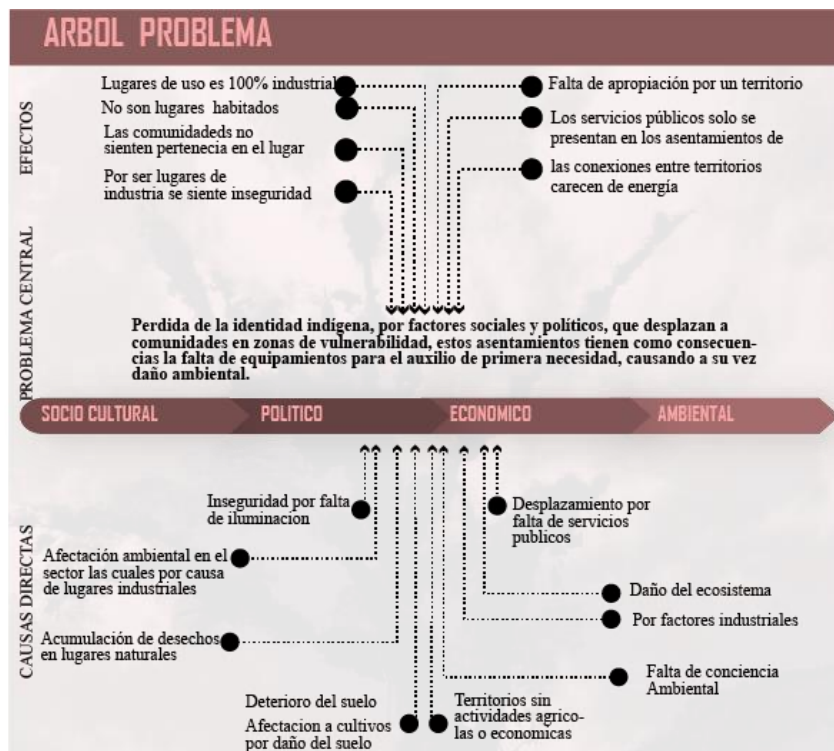 ARBOL PROBLEMA
EFECTOS
Lugares de uso es 100% industrial
No son lugares habitados
Las comunidadeds no
sienten pertenecia en el lugar
Por ser lugares de
industria se siente inseguridad
Falta de apropiación por un territorio
Los servicios públicos solo se
presentan en los asentamientos de
las conexiones entre territorios
carecen de energía
PROBLEMA CENTRAL
Perdida de la identidad indígena, por factores sociales y políticos, que desplazan a
comunidades en zonas de vulnerabilidad, estos asentamientos tienen como consecuen-
cias la falta de equipamientos para el auxilio de primera necesidad, causando a su vez
daño ambiental.
SOCIO CULTURAL
POLITICO
ECONOMICO
AMBIENTAL
CAUSAS DIRECTAS
Inseguridad por falta
de iluminacion
Afectación ambiental en el
sector las cuales por causa
de lugares industriales
Acumulación de desechos
en lugares naturales
Deterioro del suelo
Afectacion a cultivos
por daño del suelo
Desplazamiento por
falta de servicios
publicos
Daño del ecosistema
Por factores industriales
Falta de conciencia
Ambiental
Territorios sin
actividades agrico-
las o economicas